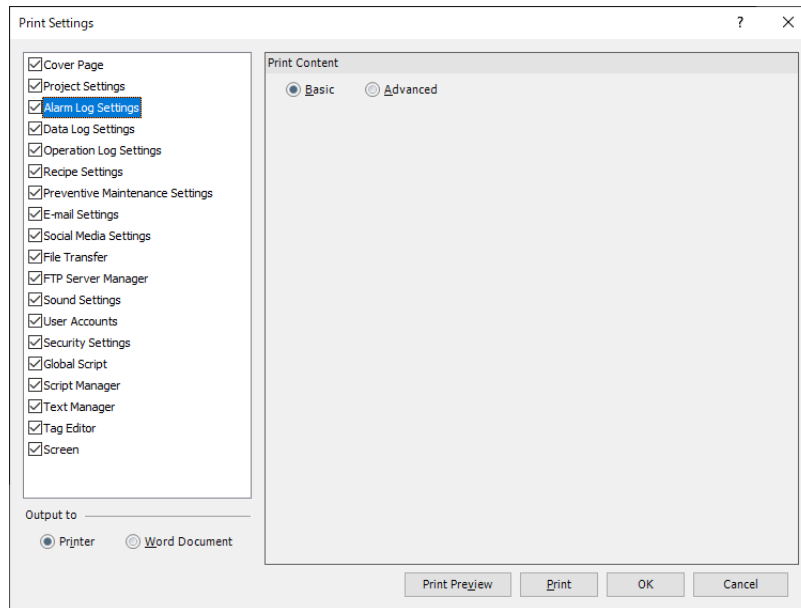 Print Settings ?
Cover Page
Project Settings
Alarm Log Settings
Data Log Settings
Operation Log Settings
Recipe Settings
Preventive Maintenance Settings
E-mail Settings
Social Media Settings
File Transfer
FTP Server Manager
Sound Settings
User Accounts
Security Settings
Global Script
Script Manager
Text Manager
Tag Editor
Screen
Output to
Printer Word Document
Print Content
Basic Advanced
Print Preview Print OK Cancel